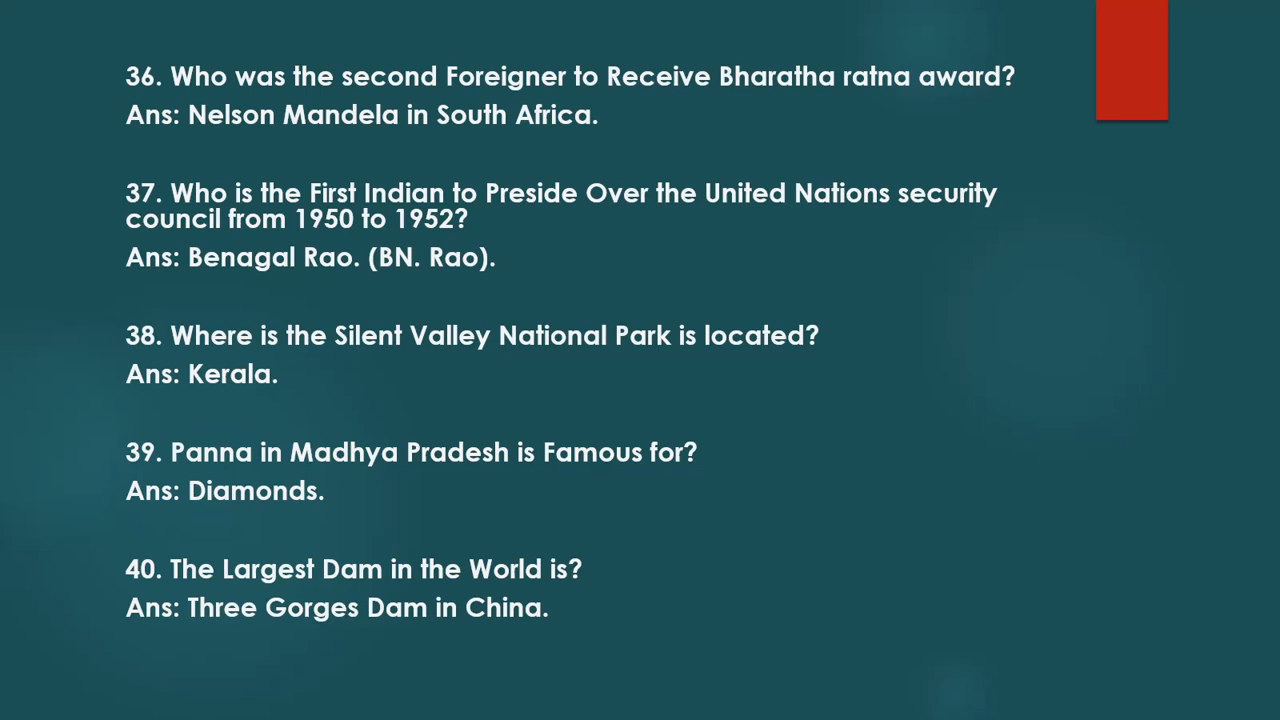 36. Who was the second Foreigner to Receive Bharatha ratna award?
Ans: Nelson Mandela in South Africa.
37. Who is the First Indian to Preside Over the United Nations security
council from 1950 to 1952?
Ans: Benagal Rao. (BN. Rao).
38. Where is the Silent Valley National Park is located?
Ans: Kerala.
39. Panna in Madhya Pradesh is Famous for?
Ans: Diamonds.
40. The Largest Dam in the World is?
Ans: Three Gorges Dam in China.